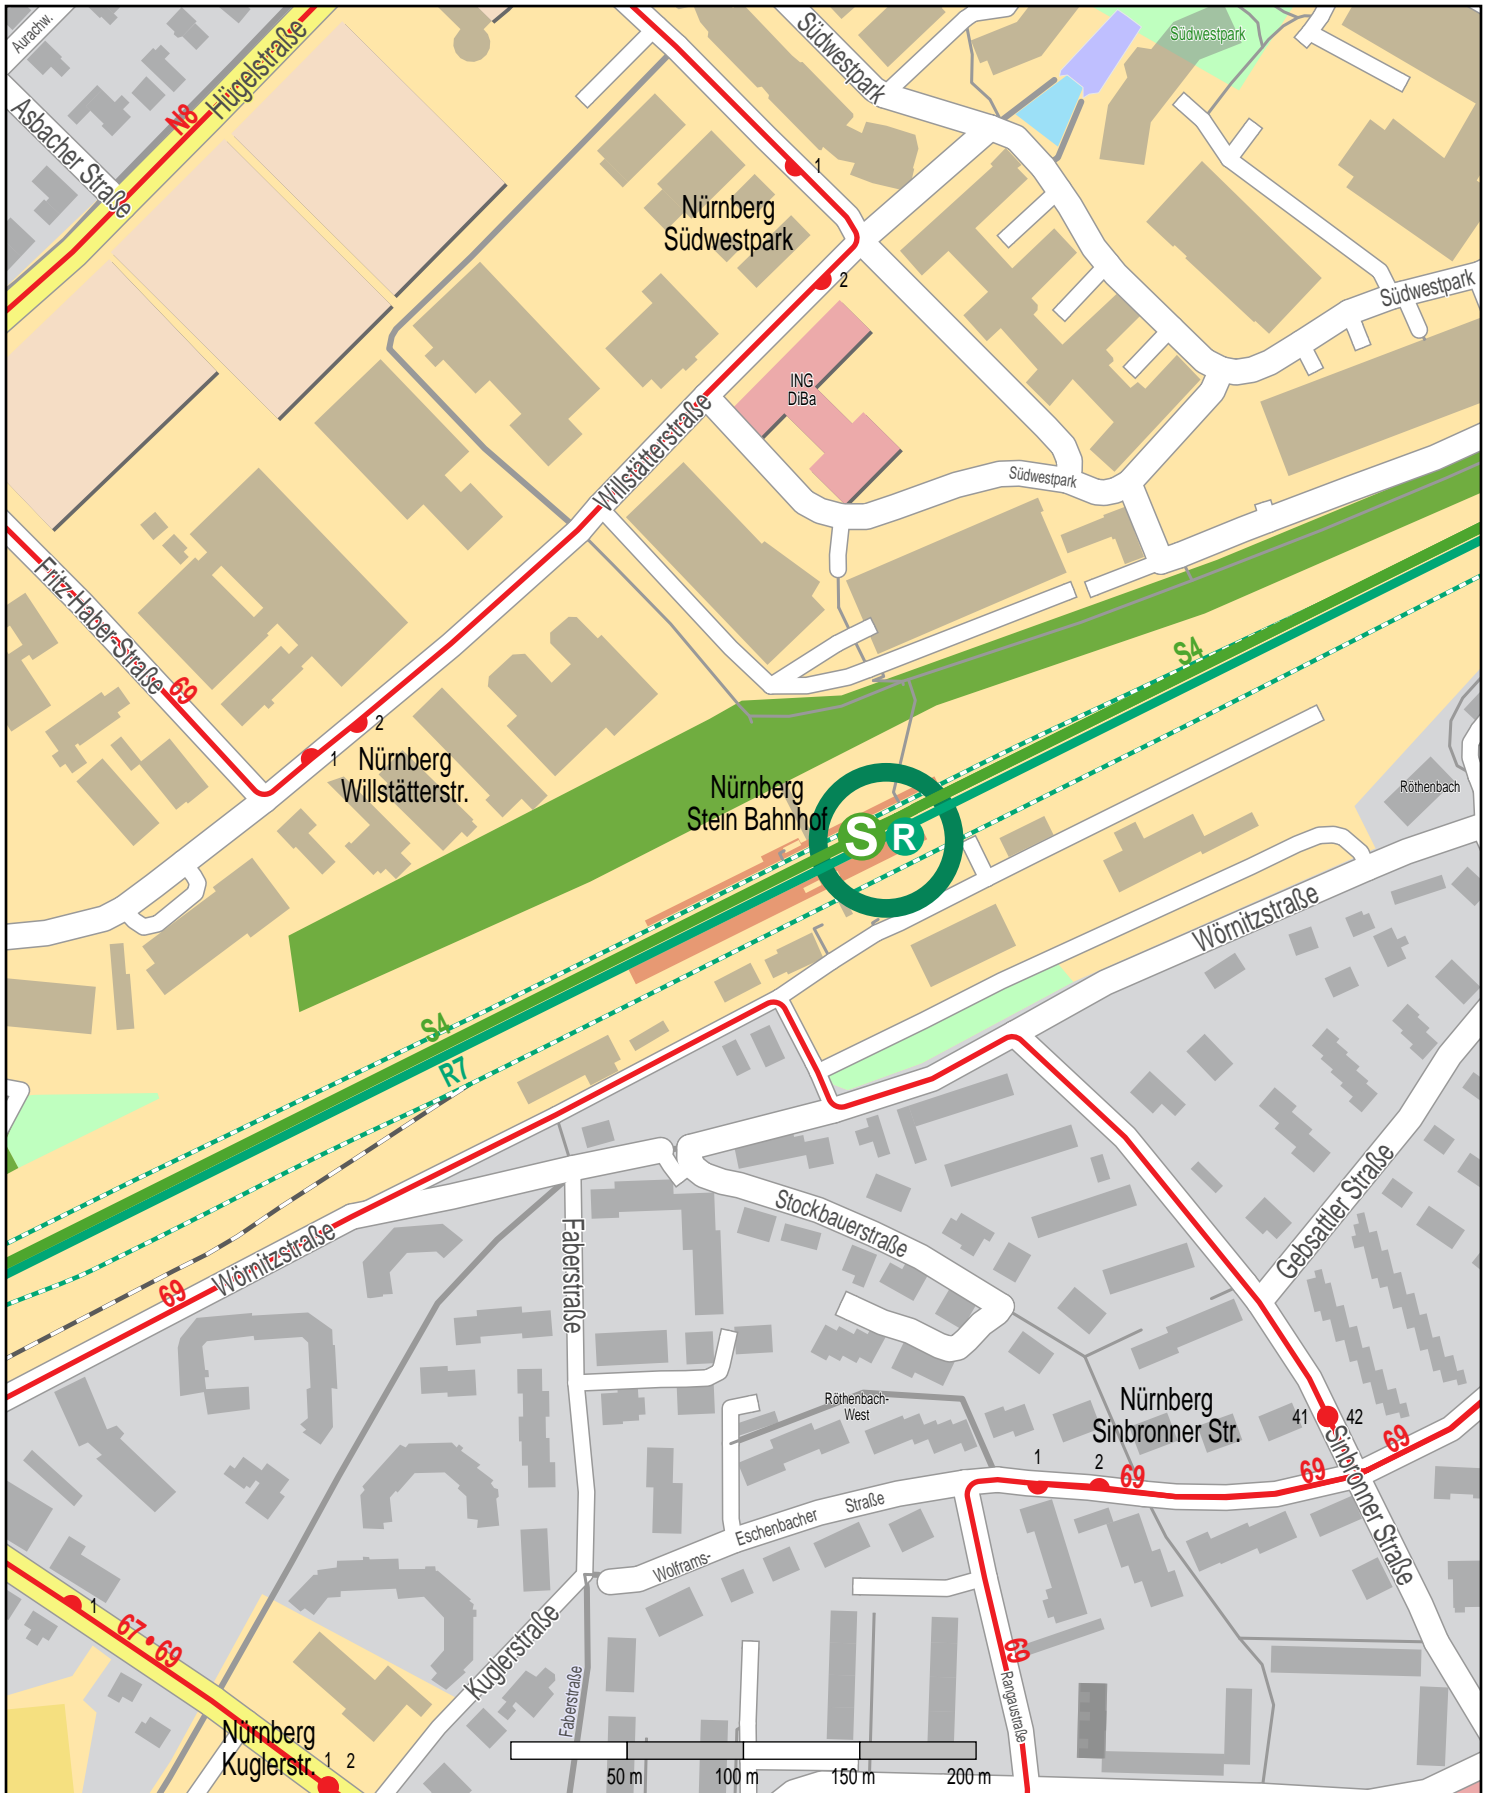 Aurachw.
Hügelstraße
N8
Asbacher Straße
Südwestpark
Südwestpark
1
Nürnberg
Südwestpark
2
Südwestpark
ING
DiBa
Willstätterstraße
Südwestpark
Fritz-Haber-Straße
69
S4
2
1
Nürnberg
Willstätterstr.
Nürnberg
Stein Bahnhof
S
R
Röthenbach
Wörnitzstraße
S4
R7
Gebsattler Straße
Stockbauerstraße
Faberstraße
Wörnitzstraße
69
Röthenbach-
West
Nürnberg
Sinbronner Str.
41
42
1
2
69
69
69
Sinbronner Straße
Wolframs-
Eschenbacher
Straße
1
67 • 69
Kuglerstraße
Faberstraße
69
Rangaustraße
Nürnberg
Kuglerstr.
1
2
50 m
100 m
150 m
200 m